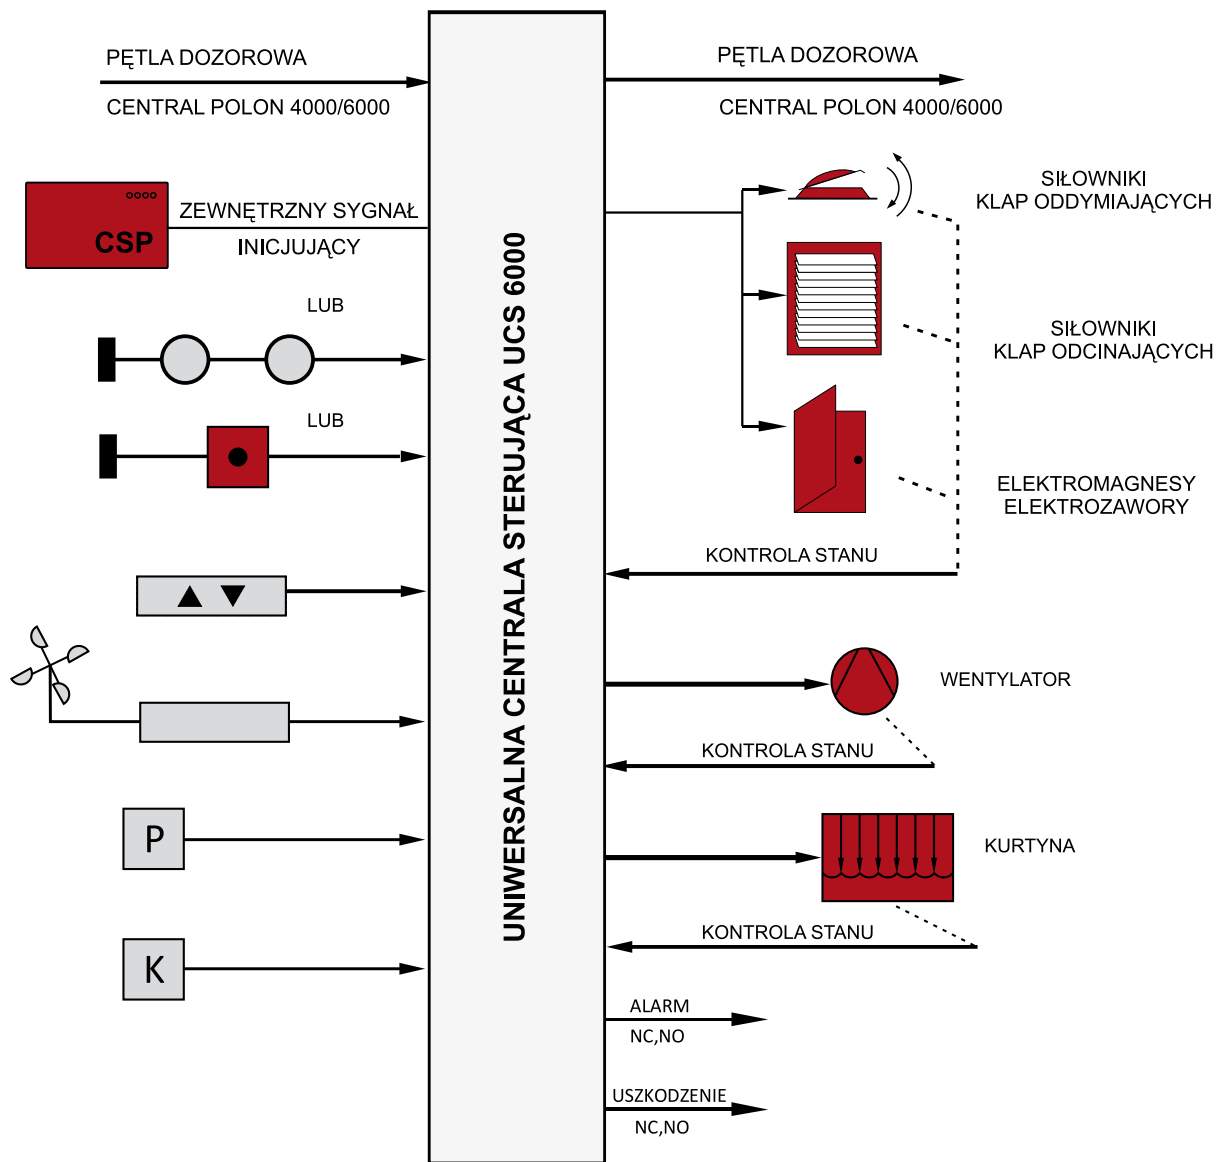 PĘTLA DOZOROWA
CENTRAL POLON 4000/6000
CSP
ZEWNĘTRZNY SYGNAŁ
INICJUJĄCY
LUB
LUB
P
K
UNIWERSALNA CENTRALA STERUJĄCA UCS 6000
PĘTLA DOZOROWA
CENTRAL POLON 4000/6000
SIŁOWNIKI
KLAP ODDYMIAJĄCYCH
SIŁOWNIKI
KLAP ODCINAJĄCYCH
ELEKTROMAGNESY
ELEKTROZAWORY
KONTROLA STANU
WENTYLATOR
KONTROLA STANU
KURTYNA
KONTROLA STANU
ALARM
NC,NO
USZKODZENIE
NC,NO